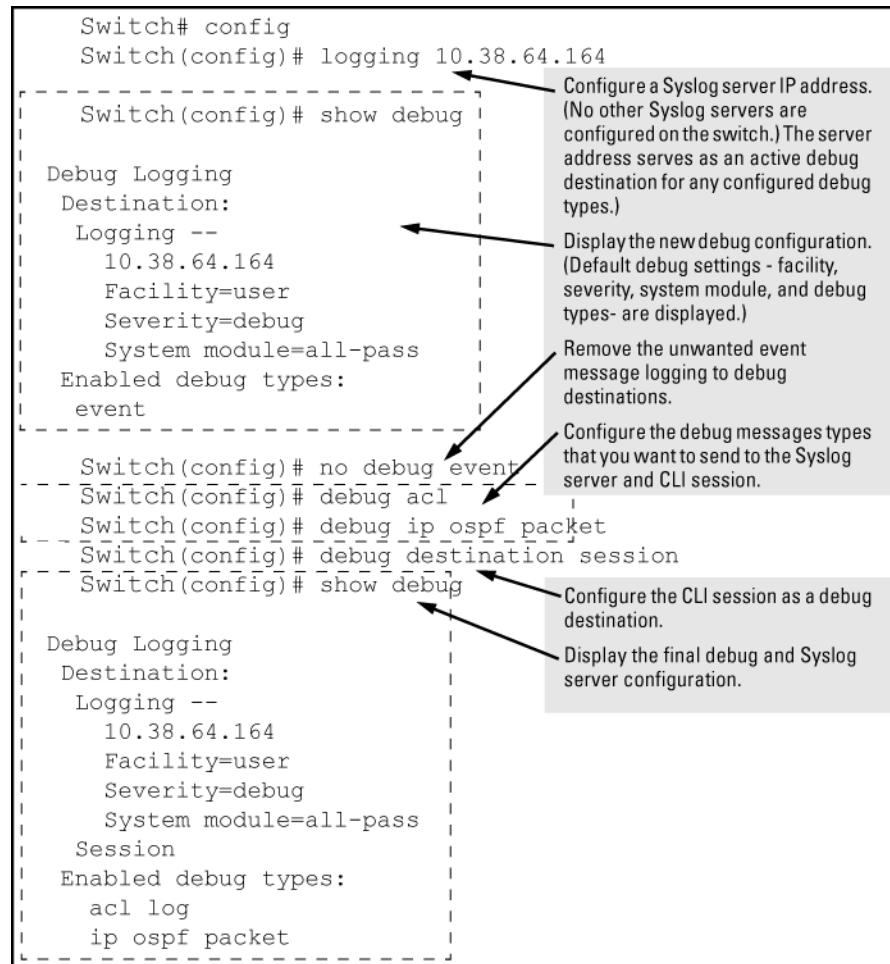 Switch# config
Switch(config)# logging 10.38.64.164
Configure a Syslog server IP address.
(No other Syslog servers are
configured on the switch.) The server
address serves as an active debug
destination for any configured debug
types.)
Switch(config)# show debug
Debug Logging
Destination:
Logging --
10.38.64.164
Facility=user
Severity=debug
System module=all-pass
Enabled debug types:
event
Display the new debug configuration.
(Default debug settings - facility,
severity, system module, and debug
types- are displayed.)
Remove the unwanted event
message logging to debug
destinations.
Configure the debug messages types
that you want to send to the Syslog
server and CLI session.
Switch(config)# no debug event
Switch(config)# debug acl
Switch(config)# debug ip ospf packet
Switch(config)# debug destination session
Switch(config)# show debug
Configure the CLI session as a debug
destination.
Display the final debug and Syslog
server configuration.
Debug Logging
Destination:
Logging --
10.38.64.164
Facility=user
Severity=debug
System module=all-pass
Session
Enabled debug types:
acl log
ip ospf packet